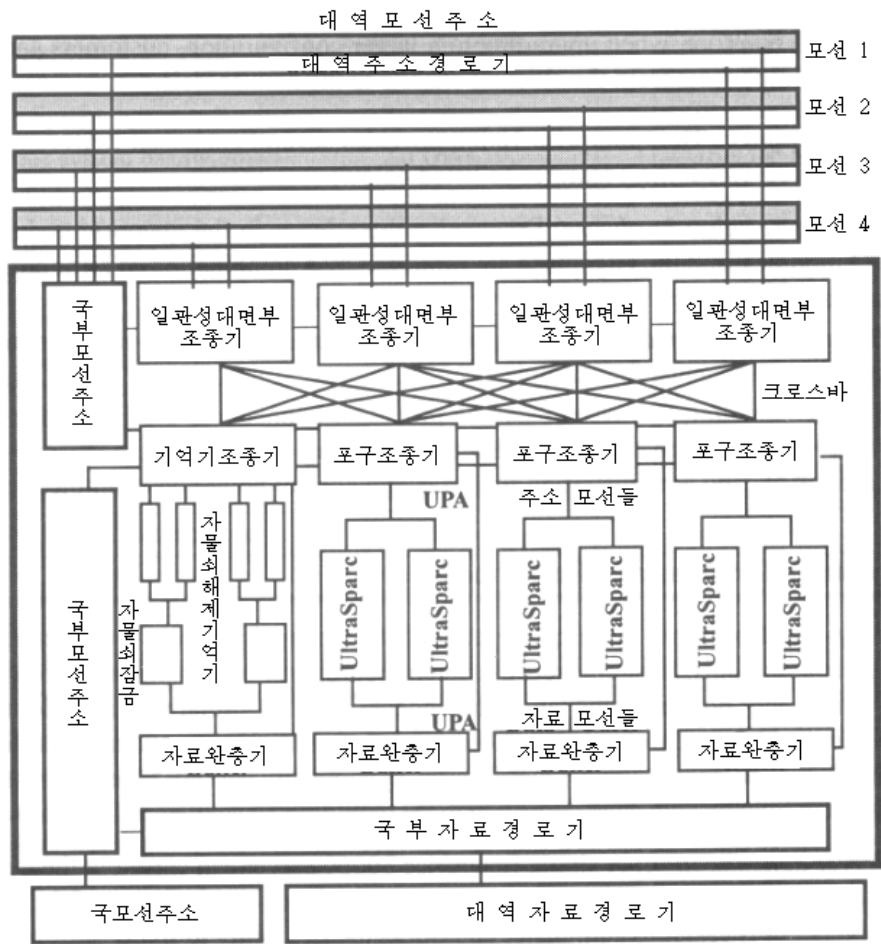 대역모선주소
모선 1
대역주소경로기
모선 2
모선 3
모선 4
국부모선주소
일관성대면부
조종기
일관성대면부
조종기
일관성대면부
조종기
일관성대면부
조종기
크로스바
기억기조종기
포구조종기
포구조종기
포구조종기
UPA
주소 모선들
자물쇠해제기억기
UltraSparc
UltraSparc
UltraSparc
UltraSparc
UltraSparc
UltraSparc
국부모선주소
자물쇠잠금
UPA
자료 모선들
자료완충기
자료완충기
자료완충기
자료완충기
국부자료경로기
국모선주소
대역자료경로기